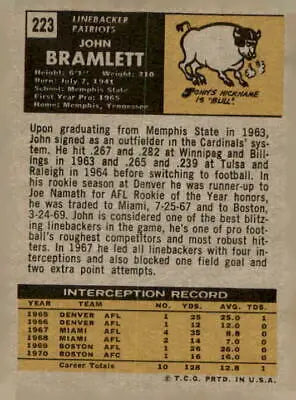 223
LINEBACKER
PATRIOTS
JOHN
BRAMLETT
Height: 6'1" Weight: 210
Born: July 7, 1941
School: Memphis State
First Year Pro: 1965
Home: Memphis, Tennessee
JOHN'S NICKNAME
IS "BULL".
Upon graduating from Memphis State in 1963,
John signed as an outfielder in the Cardinals' sys-
tem. He hit .267 and .282 at Winnipeg and Bill-
ings in 1963 and .265 and .239 at Tulsa and
Raleigh in 1964 before switching to football. In
his rookie season at Denver he was runner-up to
Joe Namath for AFL Rookie of the Year honors,
he was traded to Miami, 7-25-67 and to Boston,
3-24-69. John is considered one of the best blitz-
ing linebackers in the game, he's one of pro foot-
ball's roughest competitors and most robust hit-
ters. In 1967 he led all linebackers with four in-
terceptions and also blocked one field goal and
two extra point attempts.
INTERCEPTION RECORD
YEAR TEAM NO. YDS. AVG. TDS.
1965 DENVER AFL 1 25 25.0 1
1966 DENVER AFL 1 12 12.0 0
1967 MIAMI AFL 4 38 9.5 0
1968 MIAMI AFL 2 14 7.0 0
1969 BOSTON AFL 1 23 23.0 0
1970 BOSTON AFC 1 16 16.0 0
Career Totals 10 128 12.8 1
© T.C.G. PRTD. IN U.S.A.